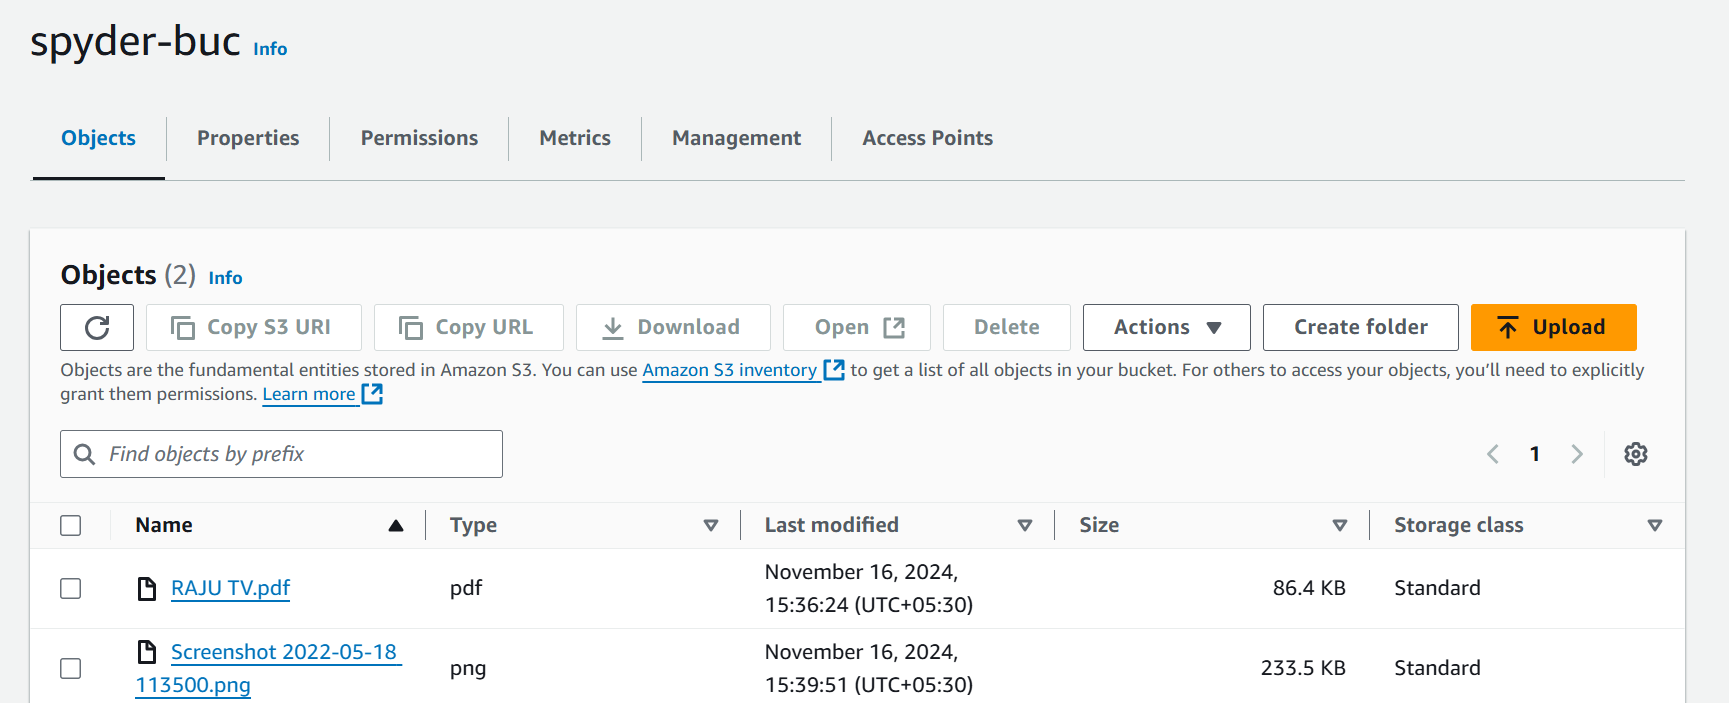 spyder-buc Info
Objects Properties Permissions Metrics Management Access Points
Objects (2) Info
Copy S3 URI Copy URL Download Open Delete Actions Create folder Upload
Objects are the fundamental entities stored in Amazon S3. You can use Amazon S3 inventory to get a list of all objects in your bucket. For others to access your objects, you’ll need to explicitly
grant them permissions. Learn more
Find objects by prefix
1
Name Type Last modified Size Storage class
RAJU TV.pdf pdf November 16, 2024, 86.4 KB Standard
15:36:24 (UTC+05:30)
Screenshot 2022-05-18 png November 16, 2024, 233.5 KB Standard
113500.png 15:39:51 (UTC+05:30)